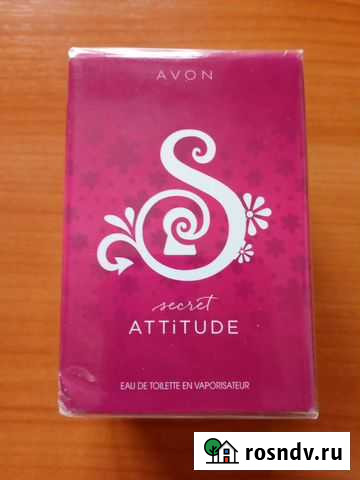 AVON
S
secret
ATTiTUDE
EAU DE TOILETTE EN VAPORISATEUR
rosndv.ru